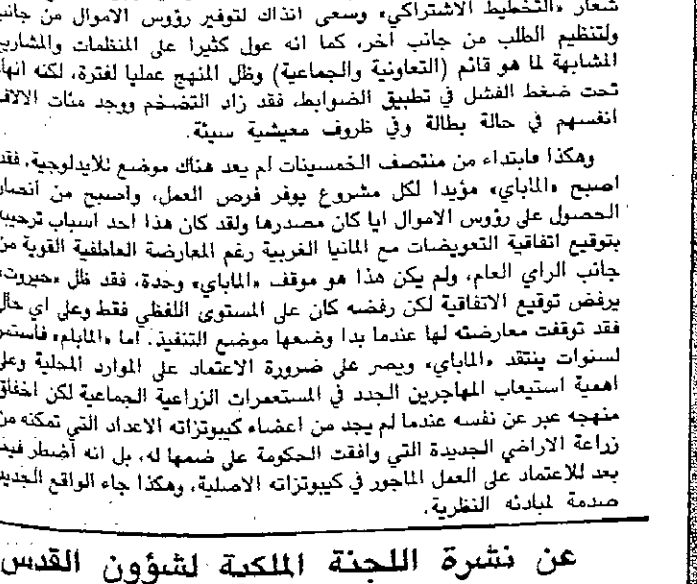 شعار «التخطيط الاشتراكي» وسعى انذاك لتوفير رؤوس الاموال من جانب
ولتنظيم الطلب من جانب آخر، كما انه عول كثيرا على المنظمات والمشاريع
المشابهة لما هو قائم (التعاونية والجماعية) وظل المنهج عمليا لفترة، لكنه انهار
تحت ضغط الفشل في تطبيق الضوابط، فقد زاد التضخم ووجد مئات الالاف
انفسهم في حالة بطالة وفي ظروف معيشية سيئة.
وهكذا فابتداء من منتصف الخمسينات لم يعد هناك موضع للايدلوجية، فقد
اصبح «الماباي» مؤيدا لكل مشروع يوفر فرص العمل، واصبح من أنصار
الحصول على رؤوس الاموال ايا كان مصدرها ولقد كان هذا احد اسباب ترحيبه
بتوقيع اتفاقية التعويضات مع المانيا الغربية رغم المعارضة العاطفية القوية من
جانب الراي العام، ولم يكن هذا هو موقف «الماباي» وحدة، فقد ظل «حيروت»
يرفض توقيع الاتفاقية لكن رفضه كان على المستوى اللفظي فقط وعلى اي حال
فقد توقفت معارضته لها عندما بدا وضعها موضع التنفيذ. اما «المابام» فاستمر
لسنوات ينتقد «الماباي» ويصر على ضرورة الاعتماد على الموارد المحلية وعلى
اهمية استيعاب المهاجرين الجدد في المستعمرات الزراعية الجماعية لكن اخفاق
منهجه عبر عن نفسه عندما لم يجد من اعضاء كيبوتزاته الاعداد التي تمكنه من
زراعة الاراضي الجديدة التي وافقت الحكومة على ضمها له، بل انه أضطر فيما
بعد للاعتماد على العمل الماجور في كيبوتزاته الاصلية، وهكذا جاء الواقع الجديد
صدمة لمبادئه النظرية.
عن نشرة اللجنة الملكية لشؤون القدس